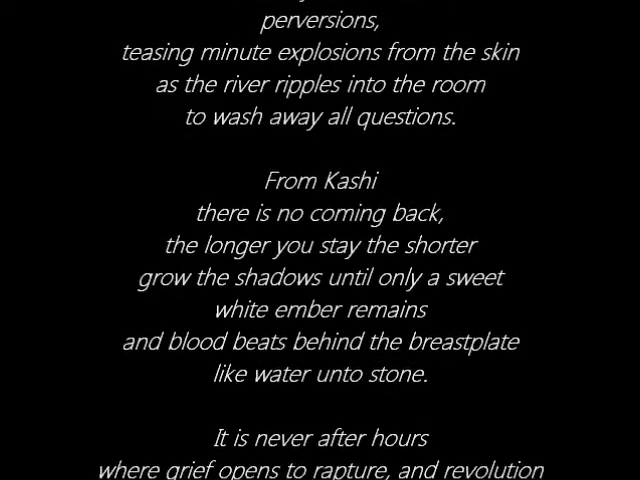 perversions,
teasing minute explosions from the skin
as the river ripples into the room
to wash away all questions.
From Kashi
there is no coming back,
the longer you stay the shorter
grow the shadows until only a sweet
white ember remains
and blood beats behind the breastplate
like water unto stone.
It is never after hours
where grief opens to rapture, and revolution